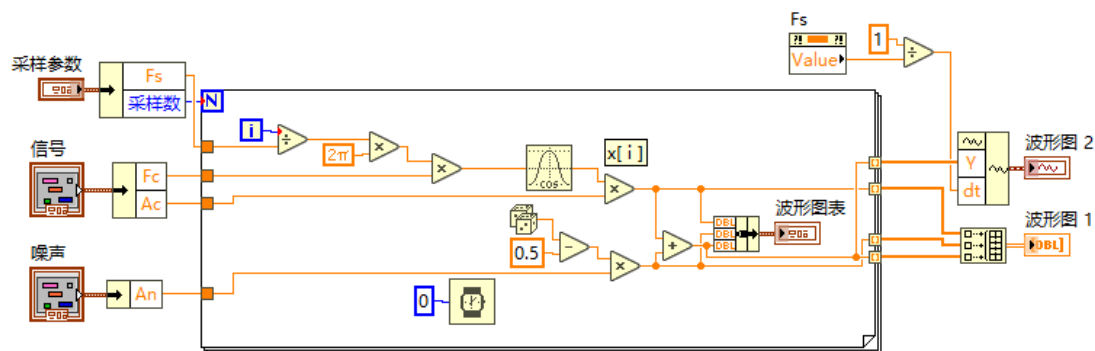 Fs
?! ?!
Value
1
÷
采样参数
Fs
采样数
N
i
÷
2π
×
×
COS
x[i]
×
信号
Fc
Ac
波形图 2
Y
dt
波形图表
DBL
DBL
DBL
+
0.5
−
×
波形图 1
DBL]
噪声
An
0